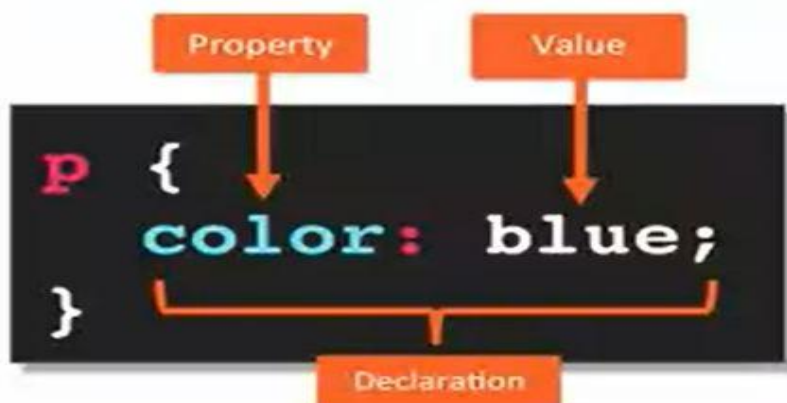 Property Value
p {
color: blue;
}
Declaration